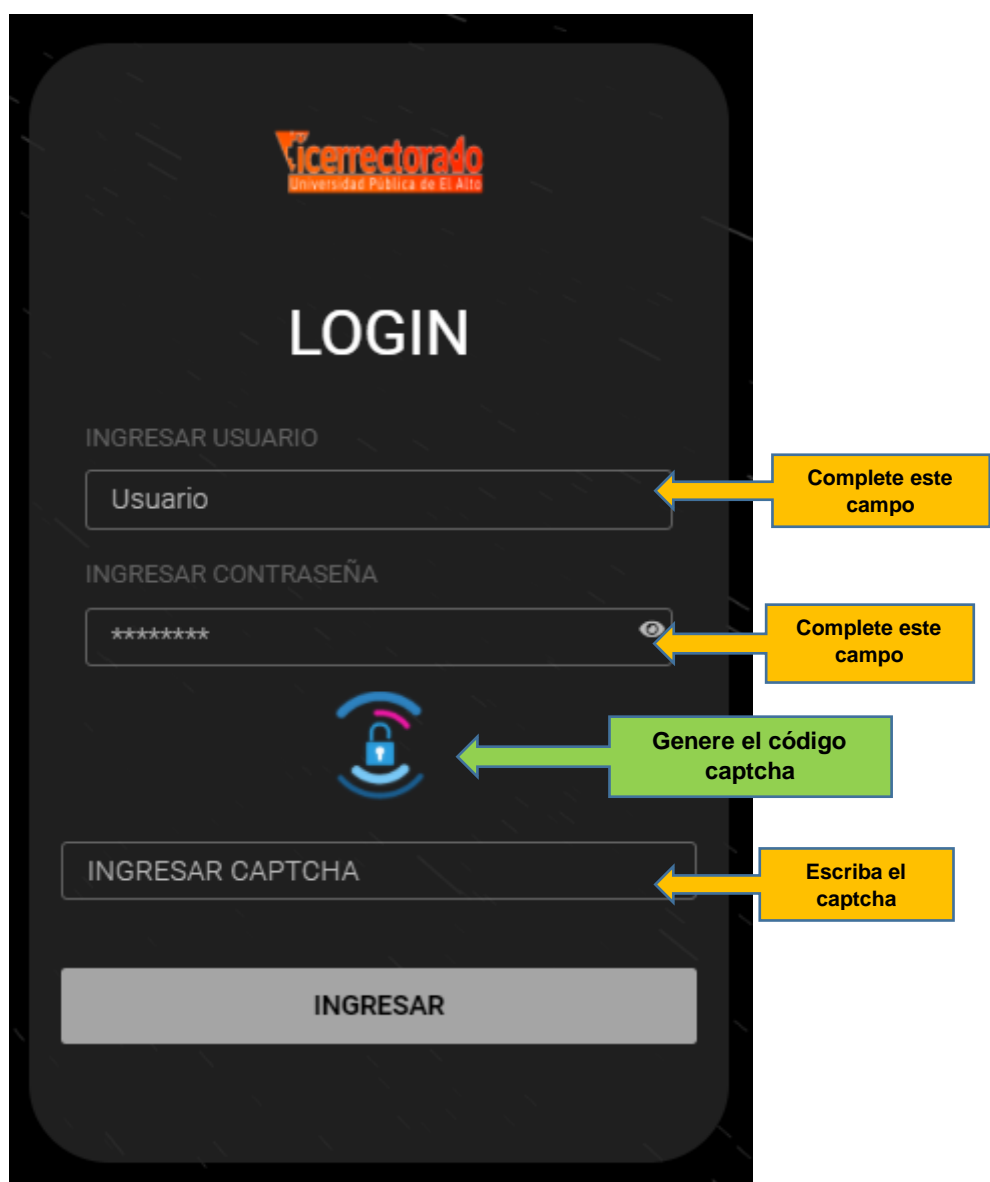 Vicerrectorado
Universidad Pública de El Alto
LOGIN
INGRESAR USUARIO
Usuario
Complete este
campo
INGRESAR CONTRASEÑA
********
Complete este
campo
Genere el código
captcha
INGRESAR CAPTCHA
Escriba el
captcha
INGRESAR